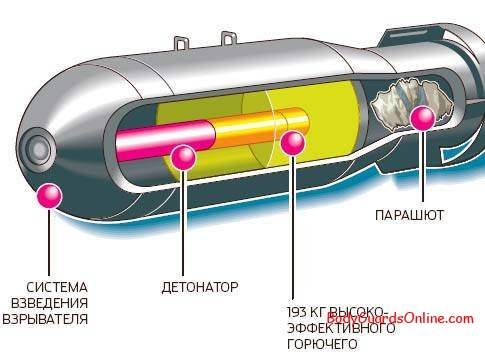 ПАРАШЮТ
СИСТЕМА
ВЗВЕДЕНИЯ
ВЗРЫВАТЕЛЯ
ДЕТОНАТОР
193 КГ ВЫСОКО-
ЭФФЕКТИВНОГО
ГОРЮЧЕГО
BodyGuardsOnline.com